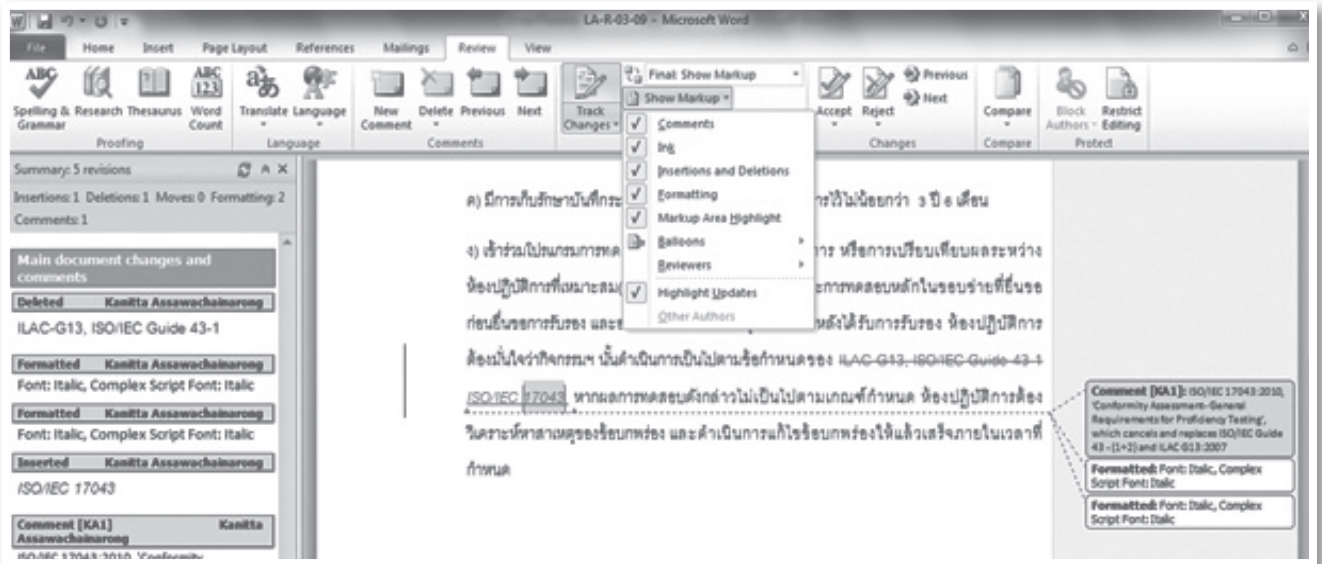 LA-R-03-09 - Microsoft Word
File Home Insert Page Layout References Mailings Review View
ABC Spelling & Grammar Research Thesaurus ABC 123 Word Count Translate Language New Comment Delete Previous Next Track Changes Final: Show Markup Show Markup Accept Reject Previous Next Compare Block Authors Restrict Editing
Proofing Language Comments Changes Compare Protect
Comments
Ink
Insertions and Deletions
Formatting
Markup Area Highlight
Balloons
Reviewers
Highlight Updates
Other Authors
Summary: 5 revisions
Insertions: 1 Deletions: 1 Moves: 0 Formatting: 2
Comments: 1
Main document changes and
comments
Deleted Kanitta Assawachainarong
ILAC-G13, ISO/IEC Guide 43-1
Formatted Kanitta Assawachainarong
Font: Italic, Complex Script Font: Italic
Formatted Kanitta Assawachainarong
Font: Italic, Complex Script Font: Italic
Inserted Kanitta Assawachainarong
ISO/IEC 17043
Comment [KA1] Kanitta
Assawachainarong
ISO/IEC 17043:2010, 'Conformity
ค) มีการเก็บรักษาบันทึก การไว้ไม่น้อยกว่า 3 ปี 6 เดือน
ง) เข้าร่วมโปรแกรมการทด การ หรือการเปรียบเทียบผลระหว่าง
ห้องปฏิบัติการที่เหมาะสม( ะการทดสอบหลักในขอบข่ายที่ยื่นขอ
ก่อนยื่นขอการรับรอง และ หลังได้รับการรับรอง ห้องปฏิบัติการ
ต้องมั่นใจว่ากิจกรรมฯ นั้นดำเนินการเป็นไปตามข้อกำหนดของ ILAC-G13, ISO/IEC Guide 43-1
ISO/IEC 17043 หากผลการทดสอบดังกล่าวไม่เป็นไปตามเกณฑ์กำหนด ห้องปฏิบัติการต้อง
วิเคราะห์หาสาเหตุของข้อบกพร่อง และดำเนินการแก้ไขข้อบกพร่องให้แล้วเสร็จภายในเวลาที่
กำหนด
Comment [KA1]: ISO/IEC 17043:2010,
'Conformity Assessment-General
Requirements for Proficiency Testing',
which cancels and replaces ISO/IEC Guide
43 -(1+2) and ILAC G13:2007
Formatted: Font: Italic, Complex
Script Font: Italic
Formatted: Font: Italic, Complex
Script Font: Italic